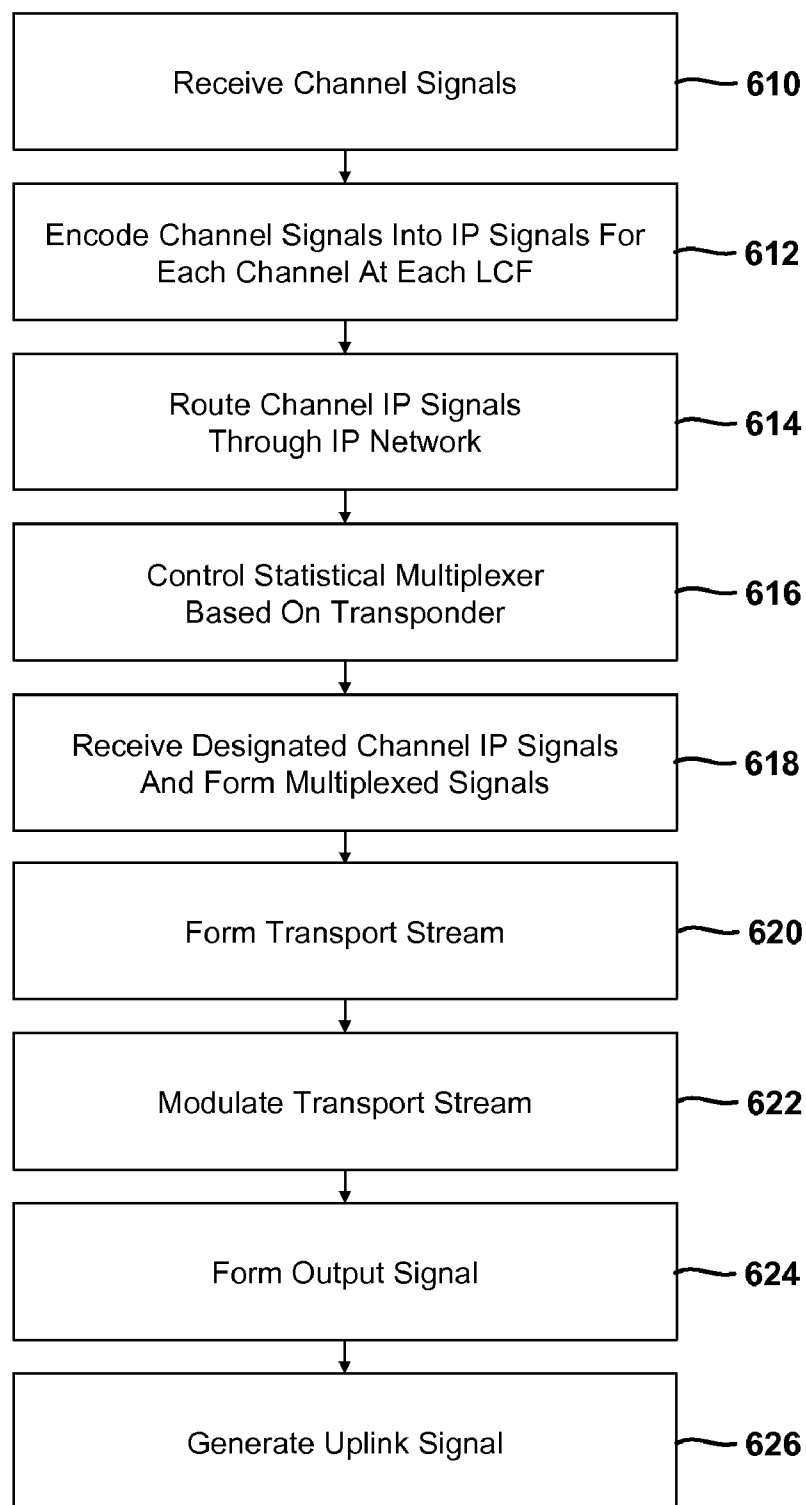 Receive Channel Signals
610
Encode Channel Signals Into IP Signals For
Each Channel At Each LCF
612
Route Channel IP Signals
Through IP Network
614
Control Statistical Multiplexer
Based On Transponder
616
Receive Designated Channel IP Signals
And Form Multiplexed Signals
618
Form Transport Stream
620
Modulate Transport Stream
622
Form Output Signal
624
Generate Uplink Signal
626